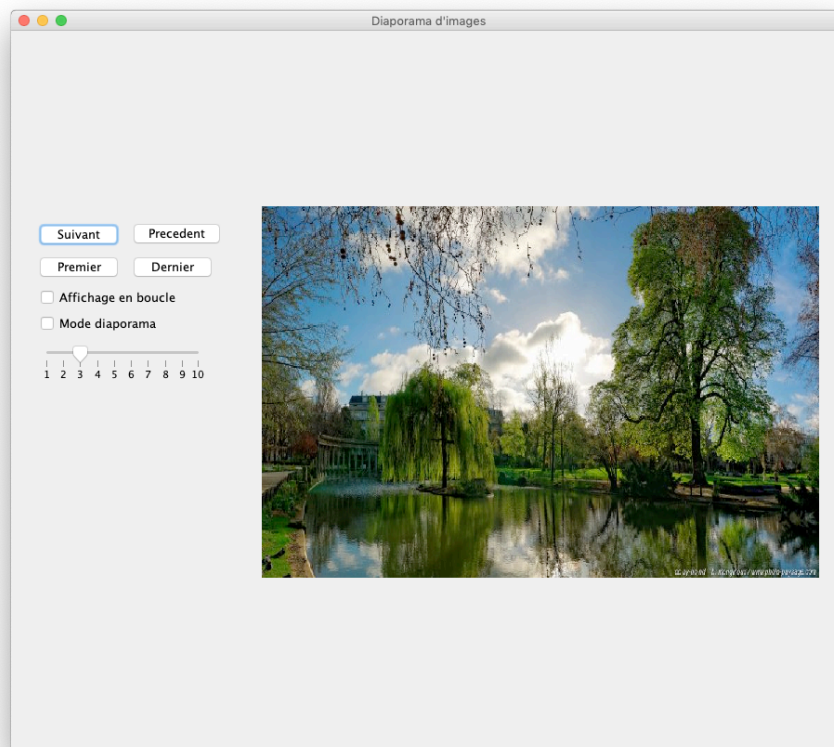 Diaporama d'images
Suivant Precedent
Premier Dernier
Affichage en boucle
Mode diaporama
1 2 3 4 5 6 7 8 9 10